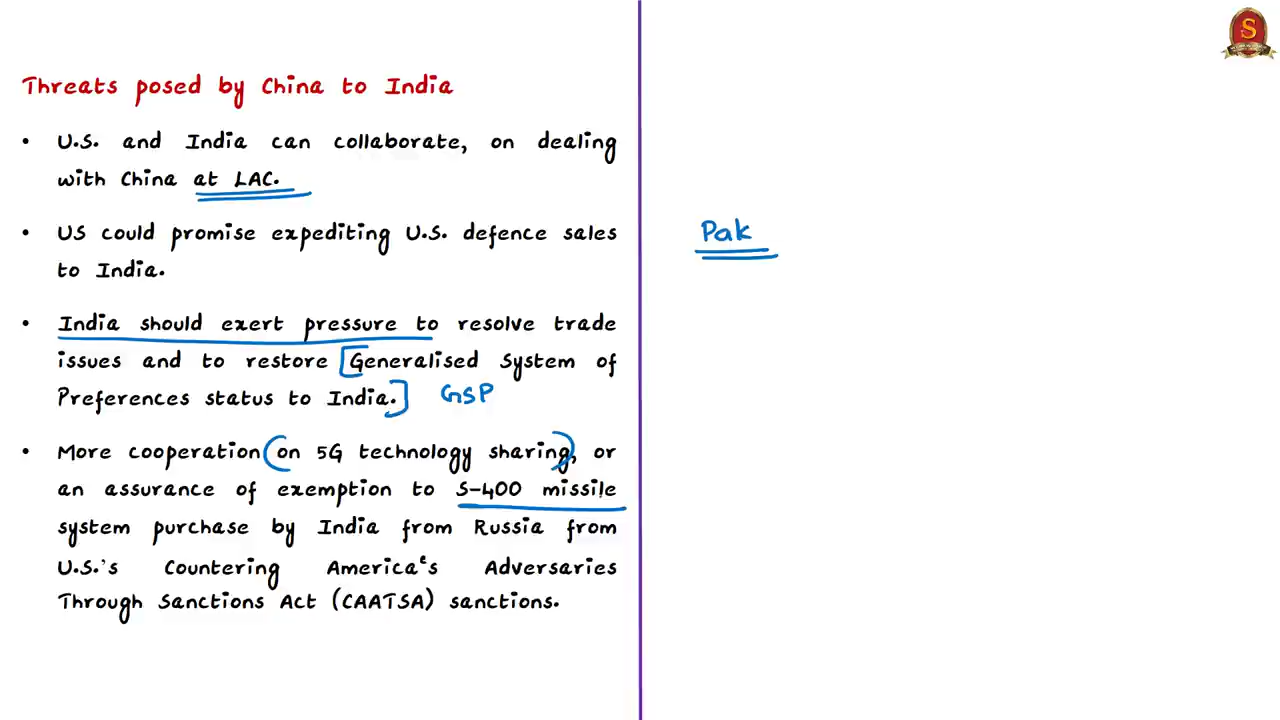 Threats posed by China to India
• U.S. and India can collaborate, on dealing
with China at LAC.
• US could promise expediting U.S. defence sales
to India.
• India should exert pressure to resolve trade
issues and to restore [Generalised System of
Preferences status to India.] GSP
• More cooperation (on 5G technology sharing), or
an assurance of exemption to S-400 missile
system purchase by India from Russia from
U.S.'s Countering America's Adversaries
Through Sanctions Act (CAATSA) sanctions.
Pak
S